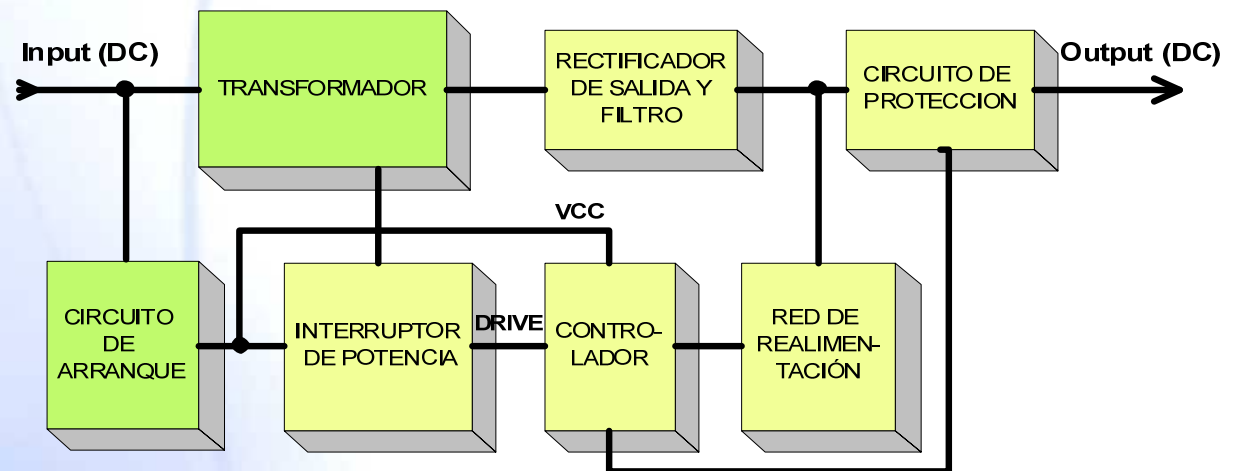 Input (DC)
TRANSFORMADOR
RECTIFICADOR
DE SALIDA Y
FILTRO
CIRCUITO DE
PROTECCION
Output (DC)
VCC
CIRCUITO
DE
ARRANQUE
INTERRUPTOR
DE POTENCIA
DRIVE
CONTRO-
LADOR
RED DE
REALIMEN-
TACIÓN